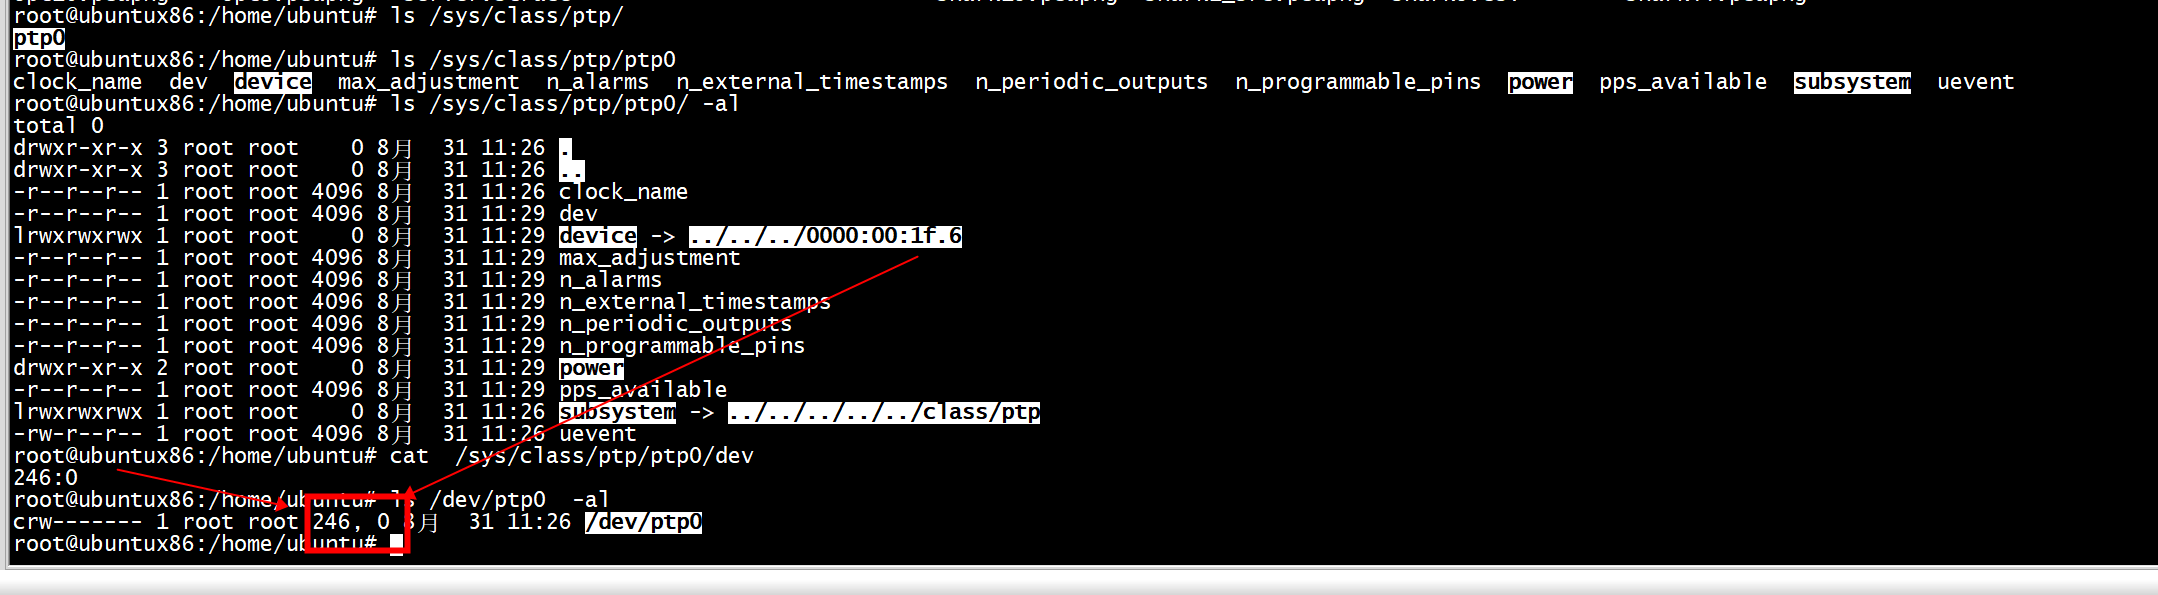 root@ubuntux86:/home/ubuntu# ls /sys/class/ptp/
ptp0
root@ubuntux86:/home/ubuntu# ls /sys/class/ptp/ptp0
clock_name  dev  device  max_adjustment  n_alarms  n_external_timestamps  n_periodic_outputs  n_programmable_pins  power  pps_available  subsystem  uevent
root@ubuntux86:/home/ubuntu# ls /sys/class/ptp/ptp0/ -al
total 0
drwxr-xr-x 3 root root    0 8月  31 11:26 .
drwxr-xr-x 3 root root    0 8月  31 11:26 ..
-r--r--r-- 1 root root 4096 8月  31 11:26 clock_name
-r--r--r-- 1 root root 4096 8月  31 11:29 dev
lrwxrwxrwx 1 root root    0 8月  31 11:29 device -> ../../../0000:00:1f.6
-r--r--r-- 1 root root 4096 8月  31 11:29 max_adjustment
-r--r--r-- 1 root root 4096 8月  31 11:29 n_alarms
-r--r--r-- 1 root root 4096 8月  31 11:29 n_external_timestamps
-r--r--r-- 1 root root 4096 8月  31 11:29 n_periodic_outputs
-r--r--r-- 1 root root 4096 8月  31 11:29 n_programmable_pins
drwxr-xr-x 2 root root    0 8月  31 11:29 power
-r--r--r-- 1 root root 4096 8月  31 11:29 pps_available
lrwxrwxrwx 1 root root    0 8月  31 11:26 subsystem -> ../../../../../class/ptp
-rw-r--r-- 1 root root 4096 8月  31 11:26 uevent
root@ubuntux86:/home/ubuntu# cat  /sys/class/ptp/ptp0/dev
246:0
root@ubuntux86:/home/ubuntu# ls /dev/ptp0  -al
crw------- 1 root root 246, 0 8月  31 11:26 /dev/ptp0
root@ubuntux86:/home/ubuntu#